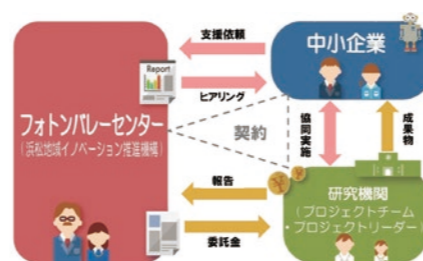 支援依頼
中小企業
Report
ヒアリング
フォトンバレーセンター
(浜松地域イノベーション推進機構)
契約
協同実施
成果物
報告
委託金
研究機関
(プロジェクトチーム
・プロジェクトリーダー)